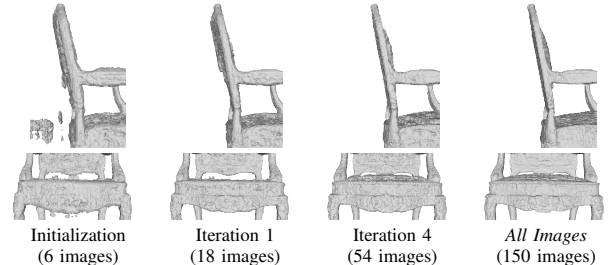 Initialization
(6 images)
Iteration 1
(18 images)
Iteration 4
(54 images)
All Images
(150 images)